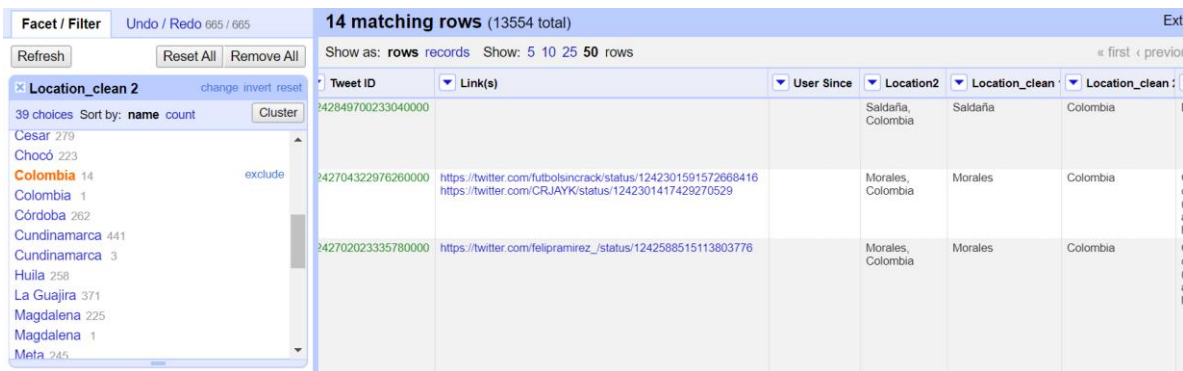 Facet / Filter Undo / Redo 665 / 665
Refresh Reset All Remove All
Location_clean 2 change invert reset
39 choices Sort by: name count Cluster
Cesar 279
Chocó 223
Colombia 14 exclude
Colombia 1
Córdoba 262
Cundinamarca 441
Cundinamarca 3
Huila 258
La Guajira 371
Magdalena 225
Magdalena 1
Meta 245
14 matching rows (13554 total) Ext
Show as: rows records Show: 5 10 25 50 rows « first ‹ previou
Tweet ID Link(s) User Since Location2 Location_clean Location_clean
242849700233040000 Saldaña, Saldaña Colombia
Colombia
242704322976260000 https://twitter.com/futbolsincrack/status/1242301591572668416 Morales, Morales Colombia
https://twitter.com/CRJAYK/status/1242301417429270529 Colombia
242702023335780000 https://twitter.com/felipramirez_/status/1242588515113803776 Morales, Morales Colombia
Colombia